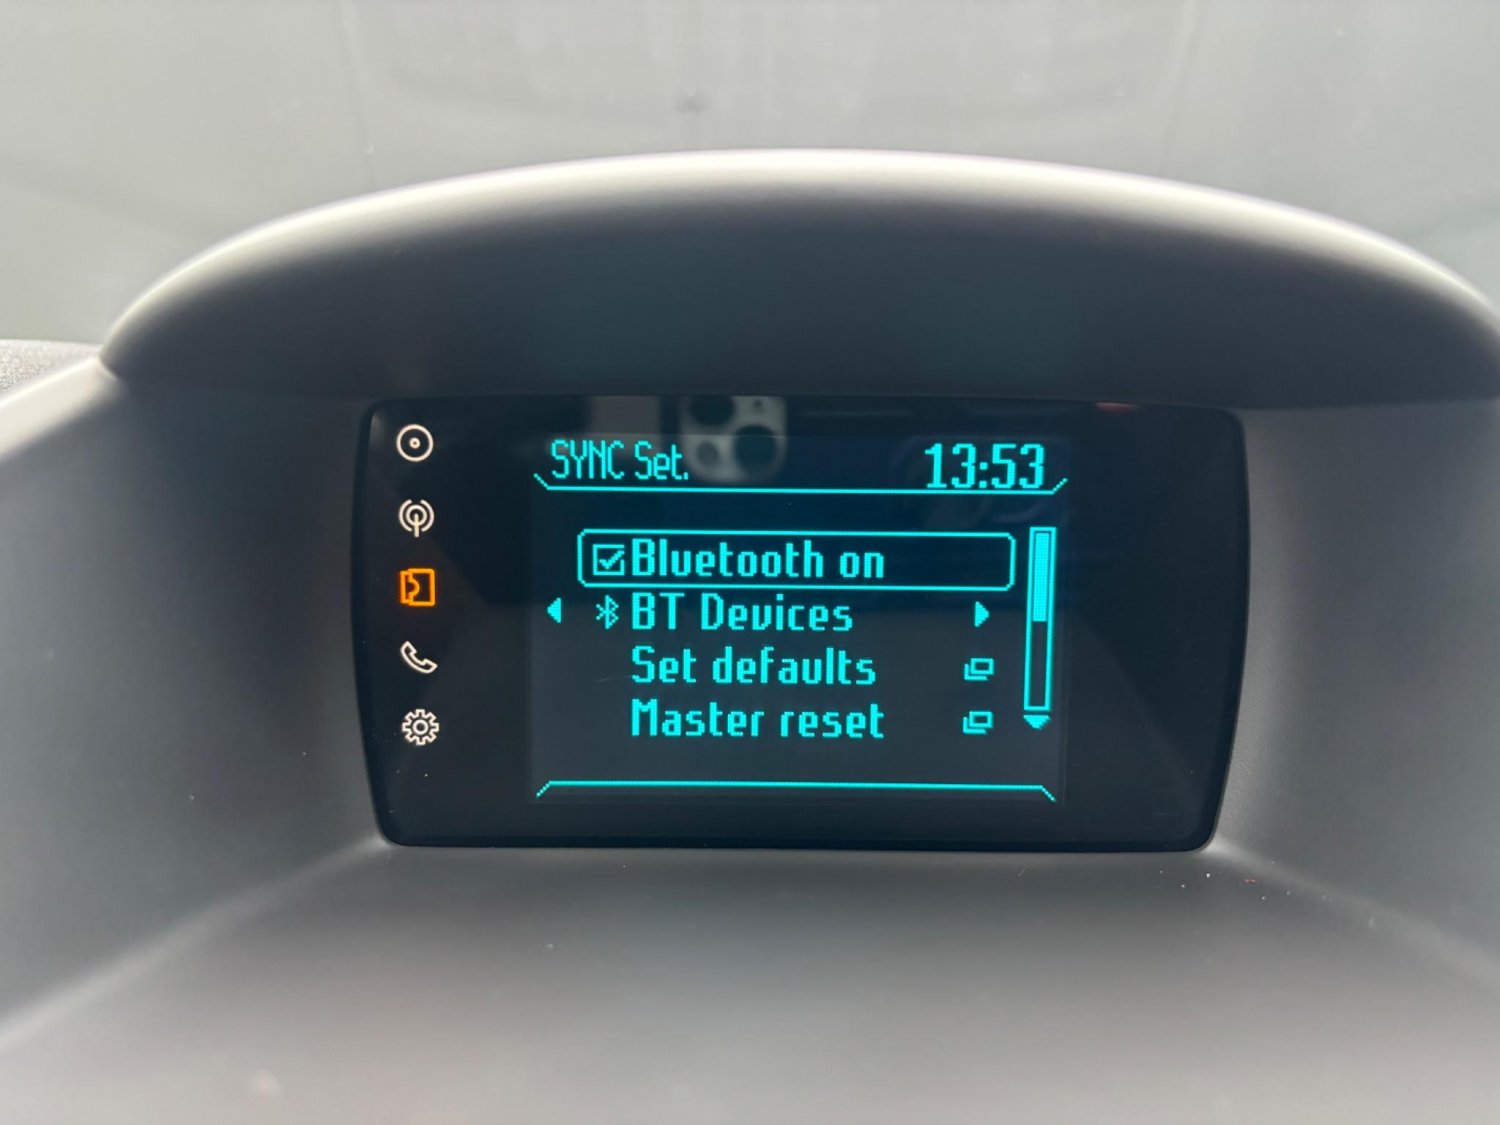 SYNC Set. 13:53
Bluetooth on
BT Devices
Set defaults
Master reset